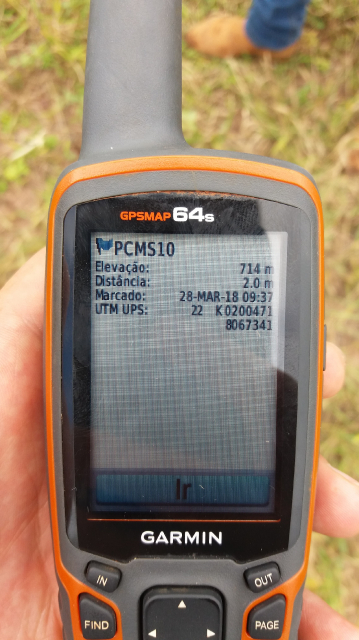 GPSMAP 64s
PCMS10
Elevação: 714 m
Distância: 2.0 m
Marcado: 28-MAR-18 09:37
UTM UPS: 22 K 0200471
8067341
Ir
GARMIN
IN OUT
FIND PAGE